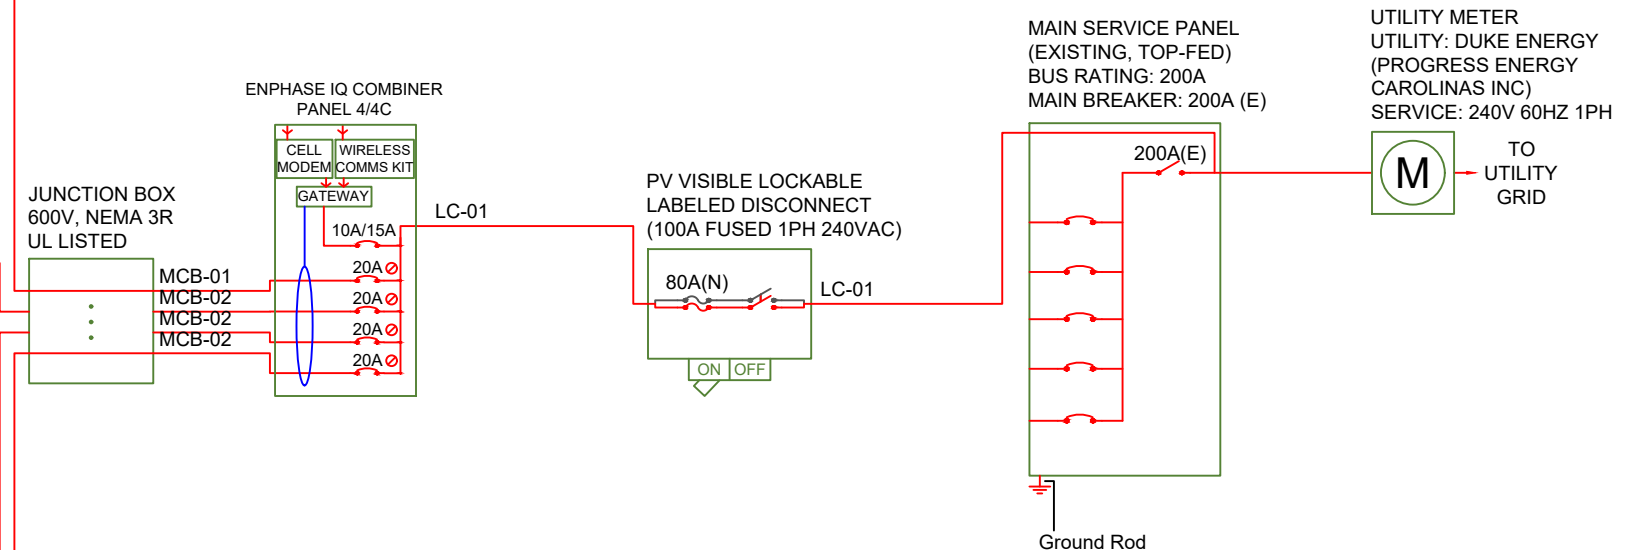 UTILITY METER
UTILITY: DUKE ENERGY
(PROGRESS ENERGY
CAROLINAS INC)
SERVICE: 240V 60HZ 1PH
MAIN SERVICE PANEL
(EXISTING, TOP-FED)
BUS RATING: 200A
MAIN BREAKER: 200A (E)
ENPHASE IQ COMBINER
PANEL 4/4C
CELL
MODEM
WIRELESS
COMMS KIT
GATEWAY
10A/15A
20A
20A
20A
20A
JUNCTION BOX
600V, NEMA 3R
UL LISTED
MCB-01
MCB-02
MCB-02
MCB-02
LC-01
PV VISIBLE LOCKABLE
LABELED DISCONNECT
(100A FUSED 1PH 240VAC)
80A(N)
ON
OFF
LC-01
200A(E)
M
TO
UTILITY
GRID
Ground Rod